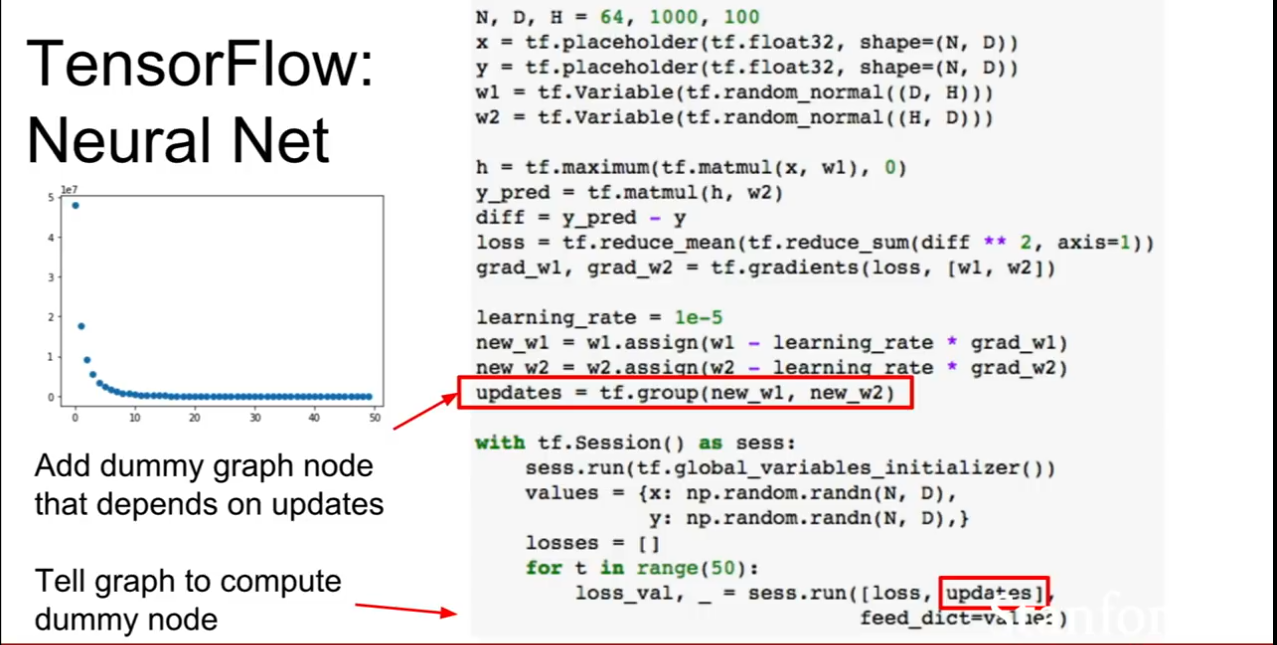 TensorFlow:
Neural Net
1e7
5
4
3
2
1
0
0 10 20 30 40 50
Add dummy graph node
that depends on updates
Tell graph to compute
dummy node
N, D, H = 64, 1000, 100
x = tf.placeholder(tf.float32, shape=(N, D))
y = tf.placeholder(tf.float32, shape=(N, D))
w1 = tf.Variable(tf.random_normal((D, H)))
w2 = tf.Variable(tf.random_normal((H, D)))
h = tf.maximum(tf.matmul(x, w1), 0)
y_pred = tf.matmul(h, w2)
diff = y_pred - y
loss = tf.reduce_mean(tf.reduce_sum(diff ** 2, axis=1))
grad_w1, grad_w2 = tf.gradients(loss, [w1, w2])
learning_rate = 1e-5
new_w1 = w1.assign(w1 - learning_rate * grad_w1)
new_w2 = w2.assign(w2 - learning_rate * grad_w2)
updates = tf.group(new_w1, new_w2)
with tf.Session() as sess:
sess.run(tf.global_variables_initializer())
values = {x: np.random.randn(N, D),
y: np.random.randn(N, D),}
losses = []
for t in range(50):
loss_val, _ = sess.run([loss, updates],
feed_dict=values)